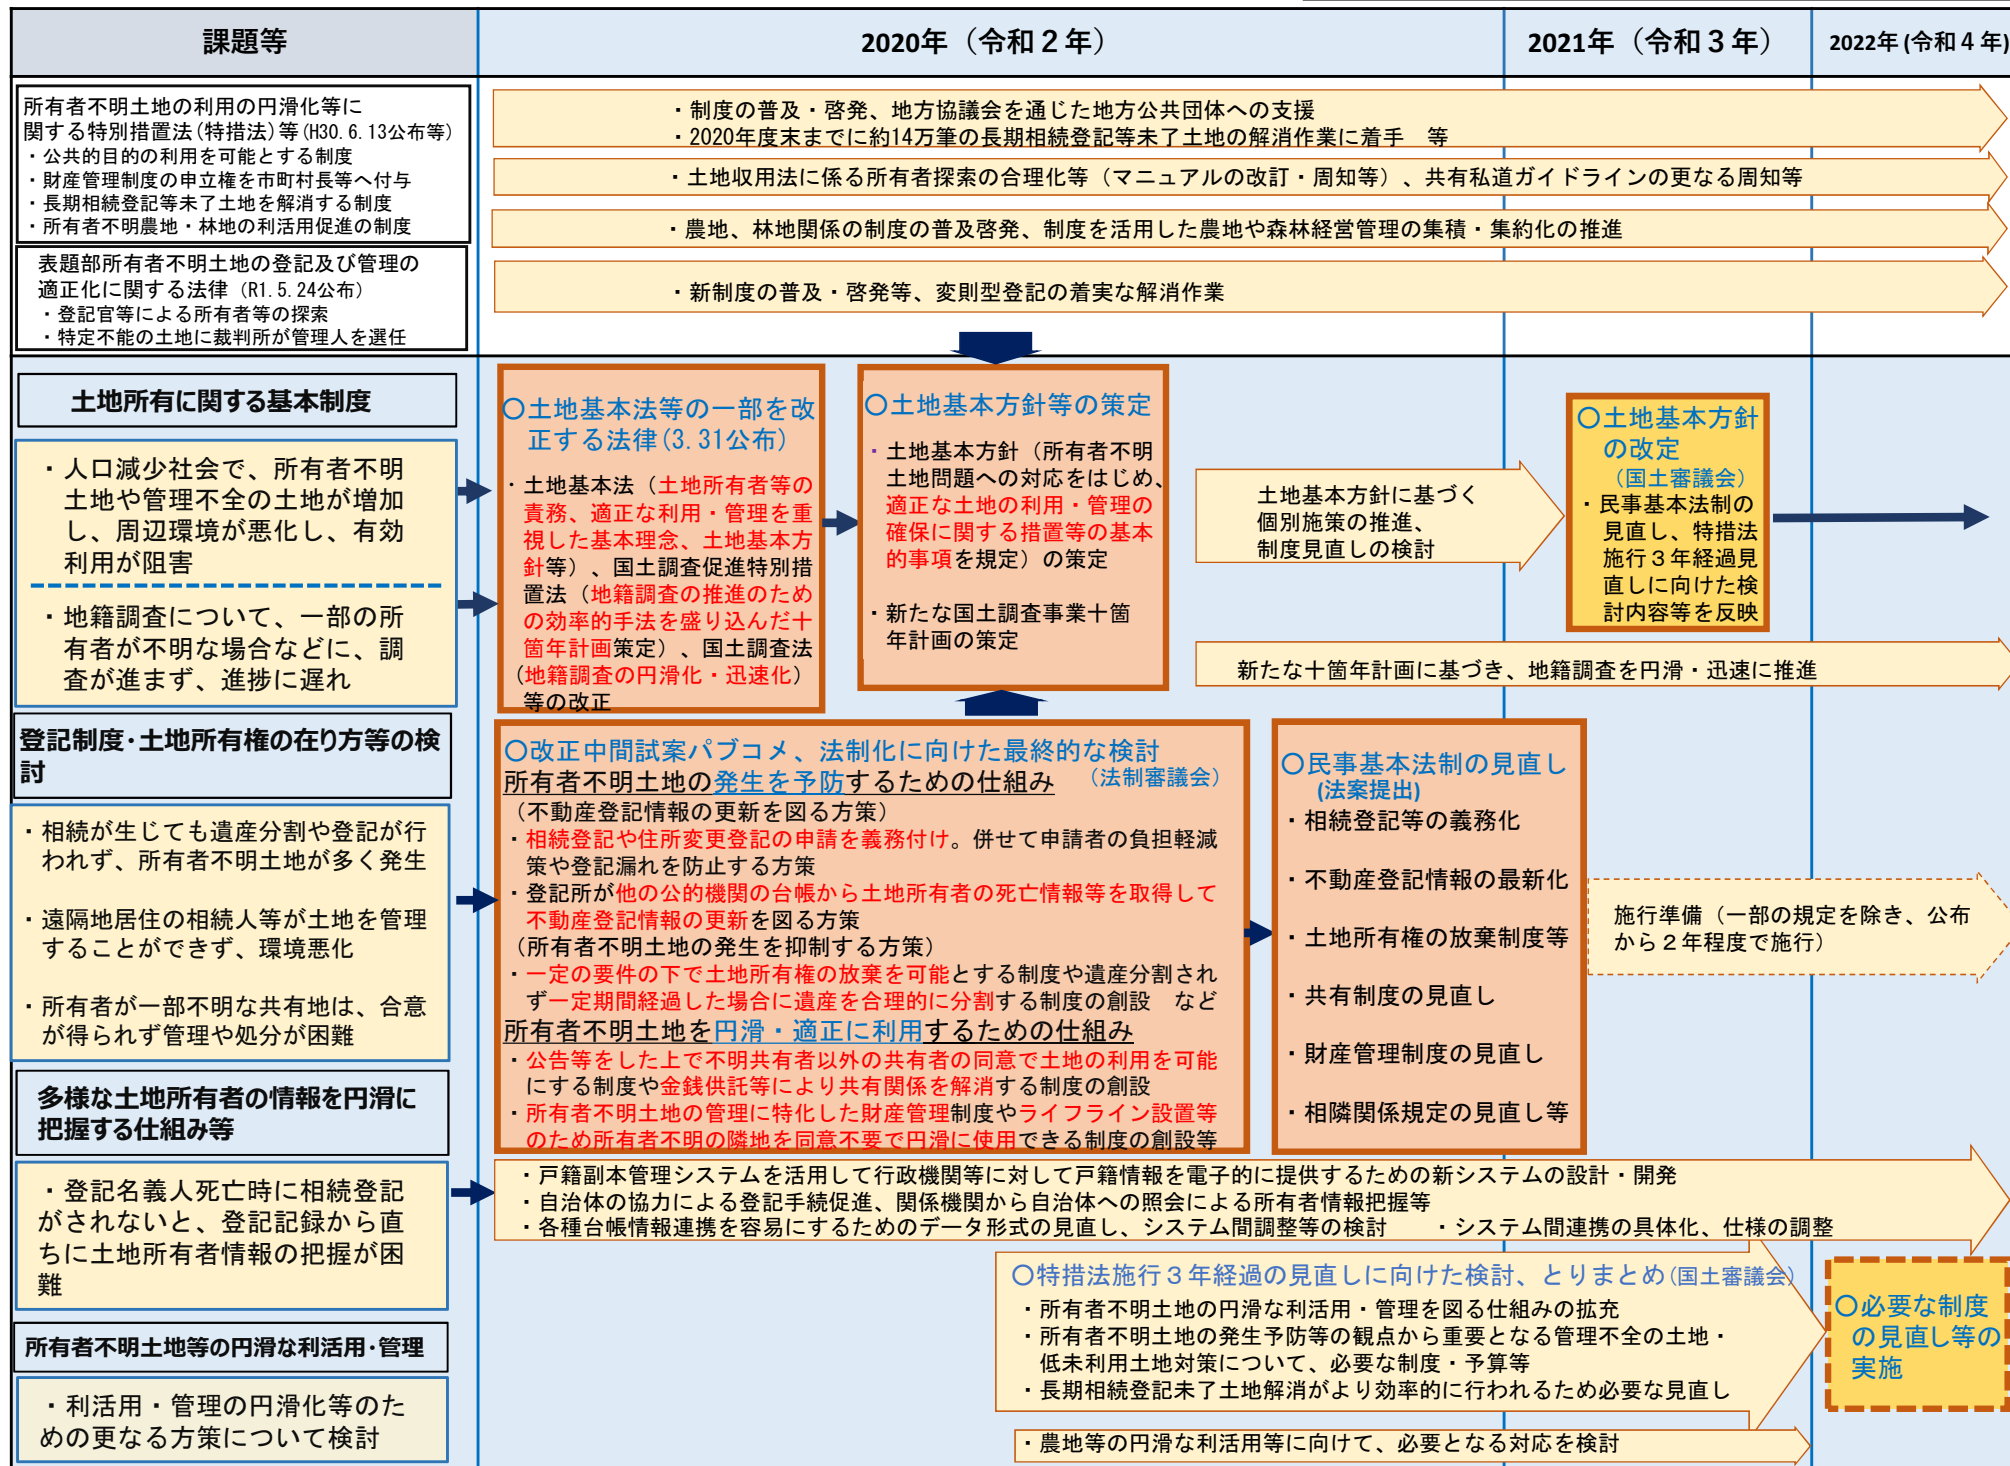 課題等
2020年（令和２年）
2021年（令和３年）
2022年(令和４年)
所有者不明土地の利用の円滑化等に
関する特別措置法(特措法)等(H30.6.13公布等)
・公共的目的の利用を可能とする制度
・財産管理制度の申立権を市町村長等へ付与
・長期相続登記等未了土地を解消する制度
・所有者不明農地・林地の利活用促進の制度
・制度の普及・啓発、地方協議会を通じた地方公共団体への支援
・2020年度末までに約14万筆の長期相続登記等未了土地の解消作業に着手　等
・土地収用法に係る所有者探索の合理化等（マニュアルの改訂・周知等）、共有私道ガイドラインの更なる周知等
・農地、林地関係の制度の普及啓発、制度を活用した農地や森林経営管理の集積・集約化の推進
表題部所有者不明土地の登記及び管理の
適正化に関する法律（R1.5.24公布）
・登記官等による所有者等の探索
・特定不能の土地に裁判所が管理人を選任
・新制度の普及・啓発等、変則型登記の着実な解消作業
土地所有に関する基本制度
・人口減少社会で、所有者不明
土地や管理不全の土地が増加
し、周辺環境が悪化し、有効
利用が阻害
・地籍調査について、一部の所
有者が不明な場合などに、調
査が進まず、進捗に遅れ
〇土地基本法等の一部を改
正する法律(3.31公布)
・土地基本法（土地所有者等の
責務、適正な利用・管理を重
視した基本理念、土地基本方
針等）、国土調査促進特別措
置法（地籍調査の推進のため
の効率的手法を盛り込んだ十
箇年計画策定）、国土調査法
(地籍調査の円滑化・迅速化）
等の改正
〇土地基本方針等の策定
・土地基本方針（所有者不明
土地問題への対応をはじめ、
適正な土地の利用・管理の
確保に関する措置等の基本
的事項を規定）の策定
・新たな国土調査事業十箇
年計画の策定
土地基本方針に基づく
個別施策の推進、
制度見直しの検討
〇土地基本方針
の改定
（国土審議会）
・民事基本法制の
見直し、特措法
施行３年経過見
直しに向けた検
討内容等を反映
新たな十箇年計画に基づき、地籍調査を円滑・迅速に推進
登記制度･土地所有権の在り方等の検
討
・相続が生じても遺産分割や登記が行
われず、所有者不明土地が多く発生
・遠隔地居住の相続人等が土地を管理
することができず、環境悪化
・所有者が一部不明な共有地は、合意
が得られず管理や処分が困難
〇改正中間試案パブコメ、法制化に向けた最終的な検討
所有者不明土地の発生を予防するための仕組み　（法制審議会）
（不動産登記情報の更新を図る方策）
・相続登記や住所変更登記の申請を義務付け。併せて申請者の負担軽減
策や登記漏れを防止する方策
・登記所が他の公的機関の台帳から土地所有者の死亡情報等を取得して
不動産登記情報の更新を図る方策
（所有者不明土地の発生を抑制する方策）
・一定の要件の下で土地所有権の放棄を可能とする制度や遺産分割され
ず一定期間経過した場合に遺産を合理的に分割する制度の創設　など
所有者不明土地を円滑・適正に利用するための仕組み
・公告等をした上で不明共有者以外の共有者の同意で土地の利用を可能
にする制度や金銭供託等により共有関係を解消する制度の創設
・所有者不明土地の管理に特化した財産管理制度やライフライン設置等
のため所有者不明の隣地を同意不要で円滑に使用できる制度の創設等
〇民事基本法制の見直し
(法案提出)
・相続登記等の義務化
・不動産登記情報の最新化
・土地所有権の放棄制度等
・共有制度の見直し
・財産管理制度の見直し
・相隣関係規定の見直し等
施行準備（一部の規定を除き、公布
から２年程度で施行）
多様な土地所有者の情報を円滑に
把握する仕組み等
・登記名義人死亡時に相続登記
がされないと、登記記録から直
ちに土地所有者情報の把握が困
難
・戸籍副本管理システムを活用して行政機関等に対して戸籍情報を電子的に提供するための新システムの設計・開発
・自治体の協力による登記手続促進、関係機関から自治体への照会による所有者情報把握等
・各種台帳情報連携を容易にするためのデータ形式の見直し、システム間調整等の検討　　・システム間連携の具体化、仕様の調整
所有者不明土地等の円滑な利活用･管理
・利活用・管理の円滑化等のた
めの更なる方策について検討
〇特措法施行３年経過の見直しに向けた検討、とりまとめ(国土審議会)
・所有者不明土地の円滑な利活用・管理を図る仕組みの拡充
・所有者不明土地の発生予防等の観点から重要となる管理不全の土地・
低未利用土地対策について、必要な制度・予算等
・長期相続登記未了土地解消がより効率的に行われるため必要な見直し
〇必要な制度
の見直し等の
実施
・農地等の円滑な利活用等に向けて、必要となる対応を検討